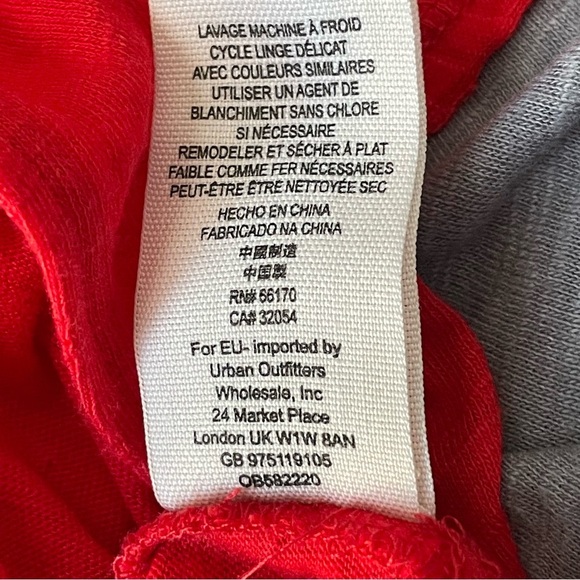 LAVAGE MACHINE À FROID
CYCLE LINGE DÉLICAT
AVEC COULEURS SIMILAIRES
UTILISER UN AGENT DE
BLANCHIMENT SANS CHLORE
SI NÉCESSAIRE
REMODELER ET SÉCHER À PLAT
FAIBLE COMME FER NÉCESSAIRES
PEUT-ÊTRE ÊTRE NETTOYÉE SEC
HECHO EN CHINA
FABRICADO NA CHINA
中國制造
中国製
RN# 66170
CA# 32054
For EU- imported by
Urban Outfitters
Wholesale, Inc
24 Market Place
London UK W1W 8AN
GB 975119105
OB582220